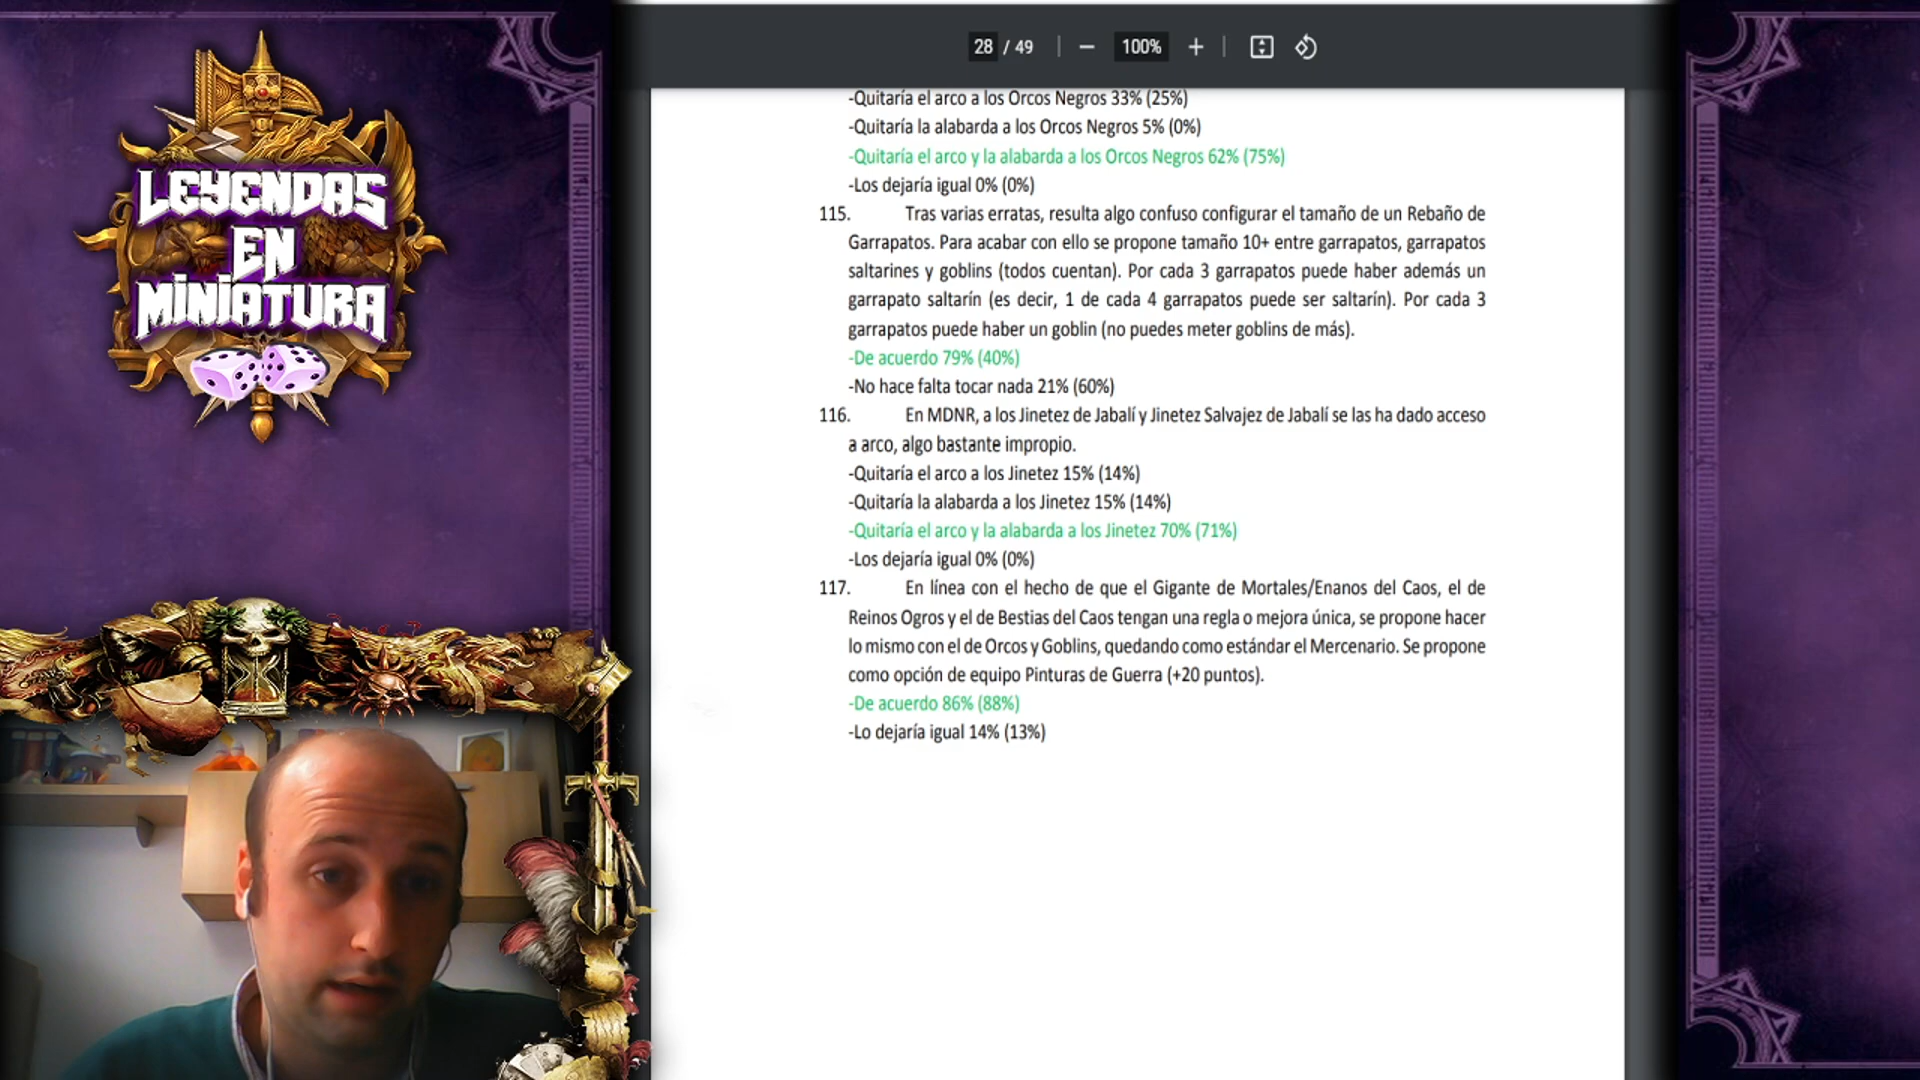 LEYENDAS
EN
MINIATURA
28 / 49
100%
-Quitaría el arco a los Orcos Negros 33% (25%)
-Quitaría la alabarda a los Orcos Negros 5% (0%)
-Quitaría el arco y la alabarda a los Orcos Negros 62% (75%)
-Los dejaría igual 0% (0%)
115. Tras varias erratas, resulta algo confuso configurar el tamaño de un Rebaño de
Garrapatos. Para acabar con ello se propone tamaño 10+ entre garrapatos, garrapatos
saltarines y goblins (todos cuentan). Por cada 3 garrapatos puede haber además un
garrapato saltarín (es decir, 1 de cada 4 garrapatos puede ser saltarín). Por cada 3
garrapatos puede haber un goblin (no puedes meter goblins de más).
-De acuerdo 79% (40%)
-No hace falta tocar nada 21% (60%)
116. En MDNR, a los Jinetez de Jabalí y Jinetez Salvajez de Jabalí se las ha dado acceso
a arco, algo bastante impropio.
-Quitaría el arco a los Jinetez 15% (14%)
-Quitaría la alabarda a los Jinetez 15% (14%)
-Quitaría el arco y la alabarda a los Jinetez 70% (71%)
-Los dejaría igual 0% (0%)
117. En línea con el hecho de que el Gigante de Mortales/Enanos del Caos, el de
Reinos Ogros y el de Bestias del Caos tengan una regla o mejora única, se propone hacer
lo mismo con el de Orcos y Goblins, quedando como estándar el Mercenario. Se propone
como opción de equipo Pinturas de Guerra (+20 puntos).
-De acuerdo 86% (88%)
-Lo dejaría igual 14% (13%)